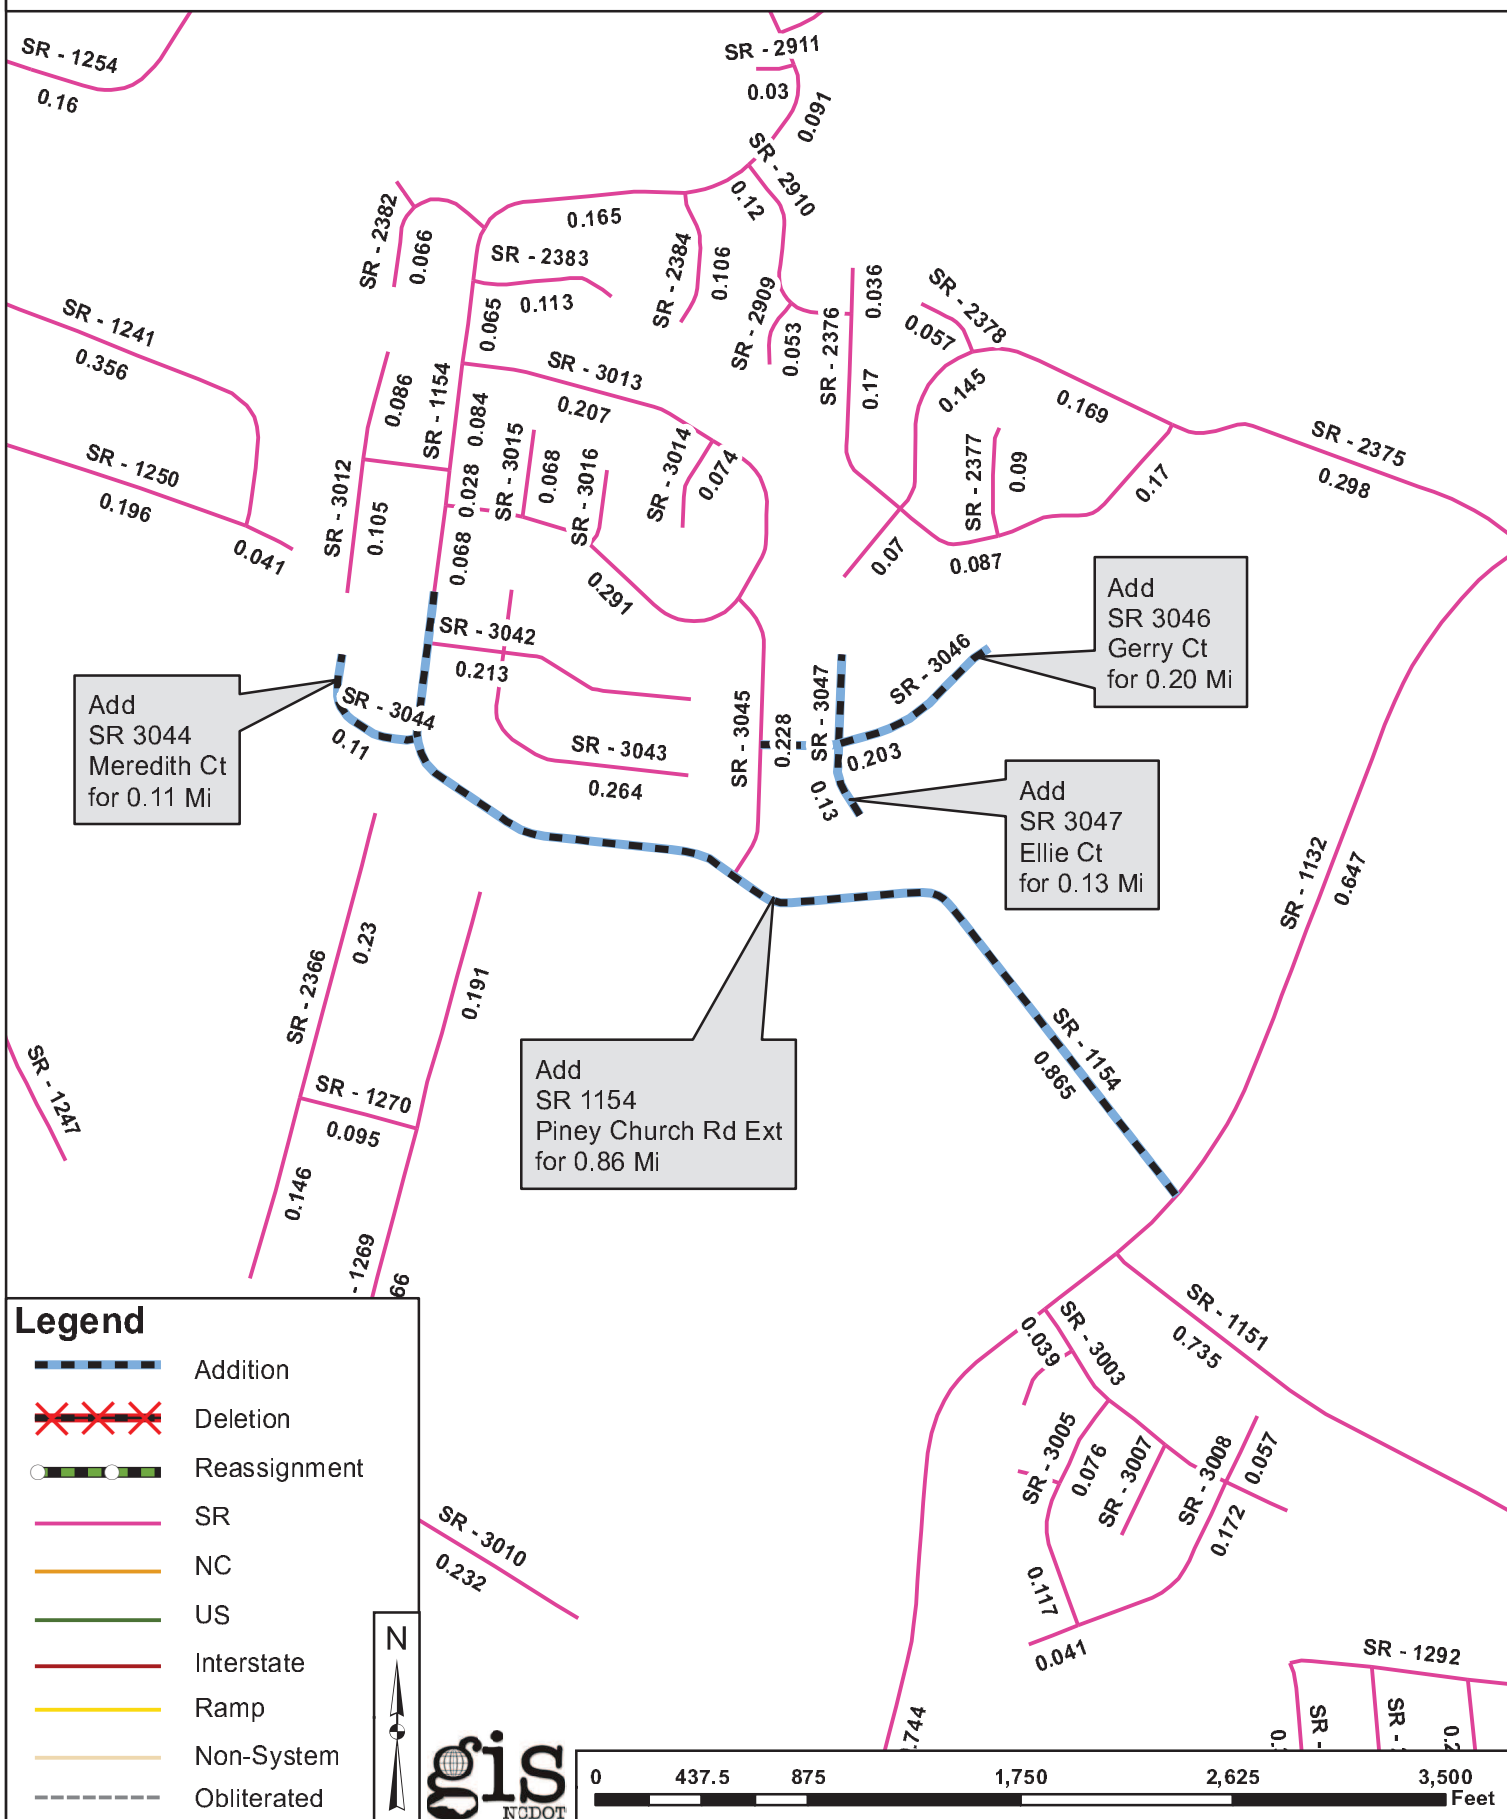 SR - 1254
0.16
SR - 2911
0.03
0.091
SR - 2910
0.12
0.165
SR - 2382
0.066
SR - 2383
0.113
0.065
SR - 2384
0.106
SR - 2909
0.053
SR - 2376
0.036
0.17
SR - 2378
0.057
0.145
0.169
SR - 2377
0.09
0.17
0.07
0.087
SR - 2375
0.298
SR - 1241
0.356
SR - 1250
0.196
0.041
0.086
SR - 1154
0.084
SR - 3012
0.105
0.028
0.068
SR - 3013
0.207
SR - 3015
0.068
SR - 3016
SR - 3014
0.074
0.291
SR - 3042
0.213
SR - 3044
0.11
SR - 3043
0.264
SR - 3045
0.228
SR - 3047
0.13
SR - 3046
0.203
Add
SR 3046
Gerry Ct
for 0.20 Mi
Add
SR 3044
Meredith Ct
for 0.11 Mi
Add
SR 3047
Ellie Ct
for 0.13 Mi
Add
SR 1154
Piney Church Rd Ext
for 0.86 Mi
SR - 1132
0.647
SR - 1154
0.865
SR - 2366
0.23
0.191
SR - 1270
0.095
0.146
- 1269
66
SR - 1247
SR - 1151
0.735
SR - 3003
0.039
SR - 3005
0.076
SR - 3007
SR - 3008
0.057
0.172
0.117
0.041
SR - 3010
0.232
.744
SR - 1292
SR -
SR -
Legend
Addition
Deletion
Reassignment
SR
NC
US
Interstate
Ramp
Non-System
Obliterated
N
gis
NCDOT
0 437.5 875 1,750 2,625 3,500
Feet